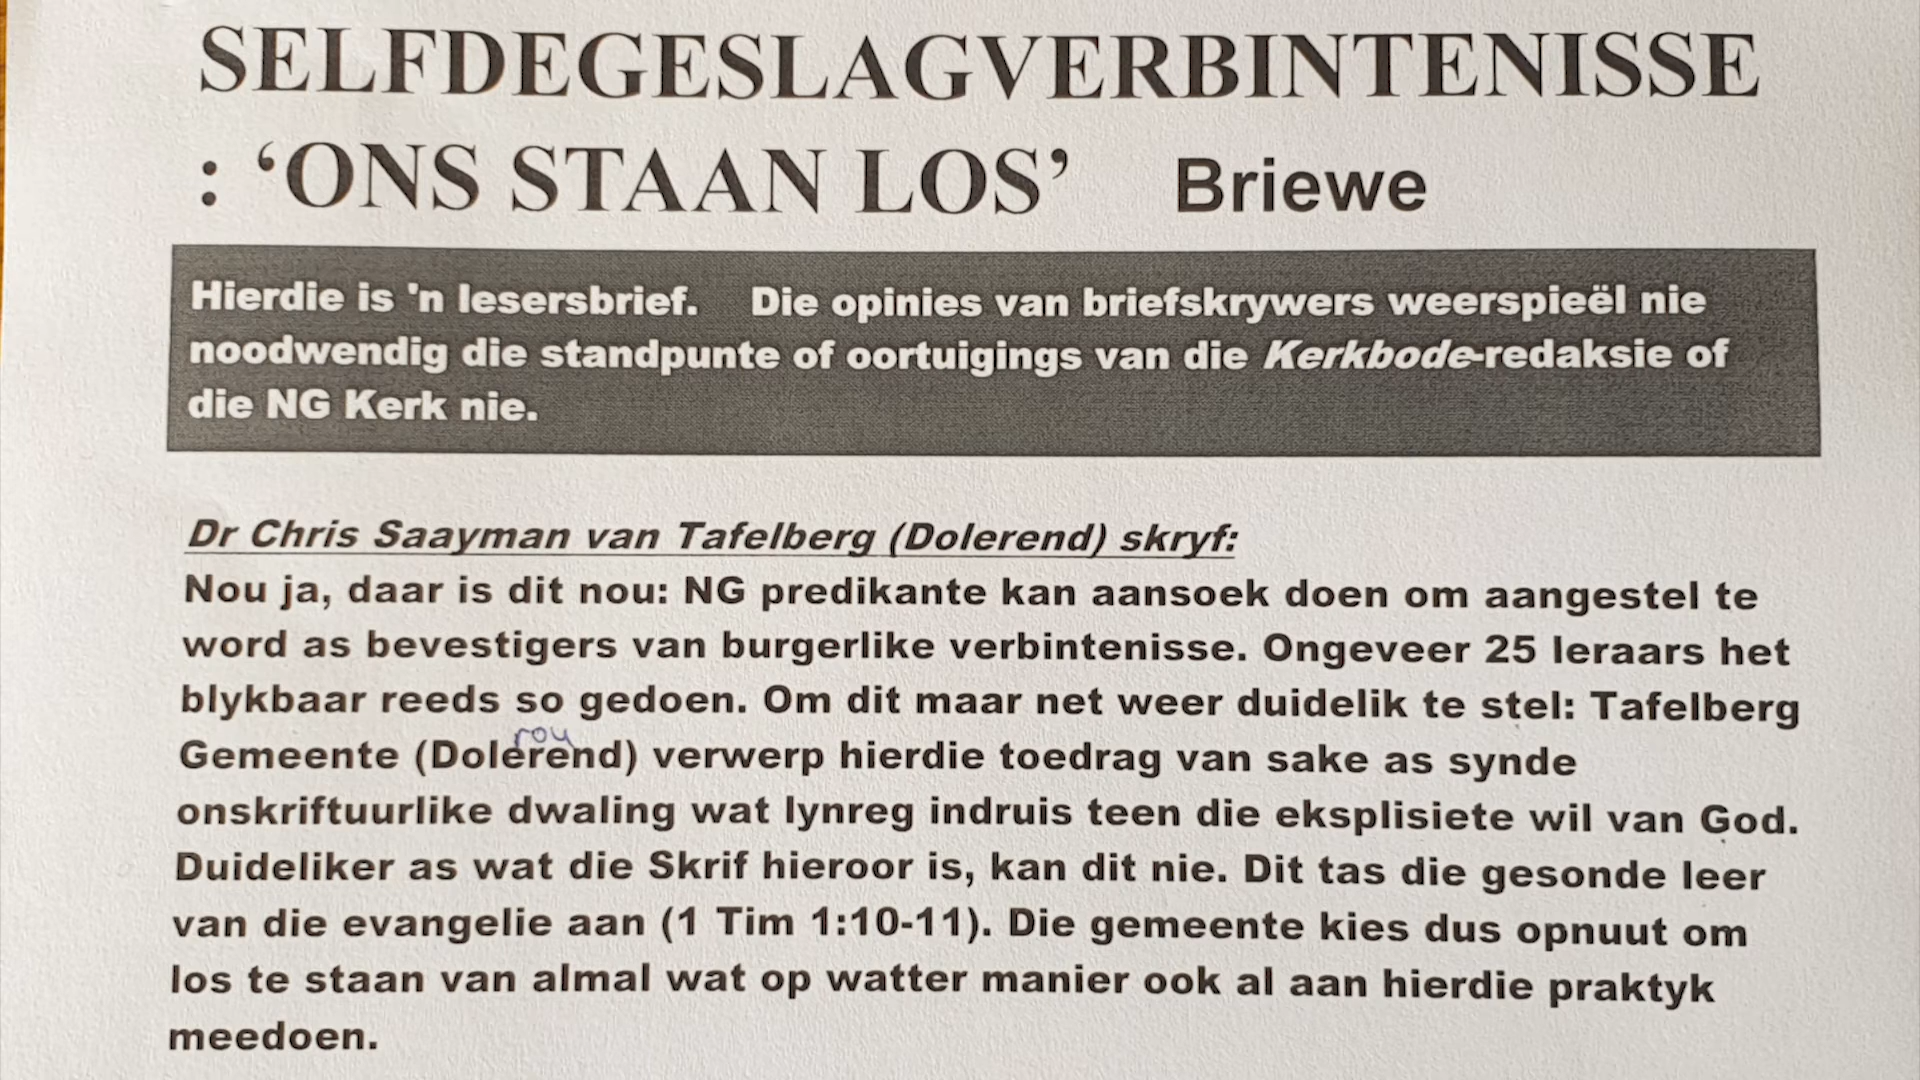 SELFDEGESLAGVERBINTENISSE
: ‘ONS STAAN LOS’ Briewe
Hierdie is 'n lesersbrief. Die opinies van briefskrywers weerspieël nie
noodwendig die standpunte of oortuigings van die Kerkbode-redaksie of
die NG Kerk nie.
Dr Chris Saayman van Tafelberg (Dolerend) skryf:
Nou ja, daar is dit nou: NG predikante kan aansoek doen om aangestel te
word as bevestigers van burgerlike verbintenisse. Ongeveer 25 leraars het
blykbaar reeds so gedoen. Om dit maar net weer duidelik te stel: Tafelberg
rou
Gemeente (Dolerend) verwerp hierdie toedrag van sake as synde
onskriftuurlike dwaling wat lynreg indruis teen die eksplisiete wil van God.
Duideliker as wat die Skrif hieroor is, kan dit nie. Dit tas die gesonde leer
van die evangelie aan (1 Tim 1:10-11). Die gemeente kies dus opnuut om
los te staan van almal wat op watter manier ook al aan hierdie praktyk
meedoen.